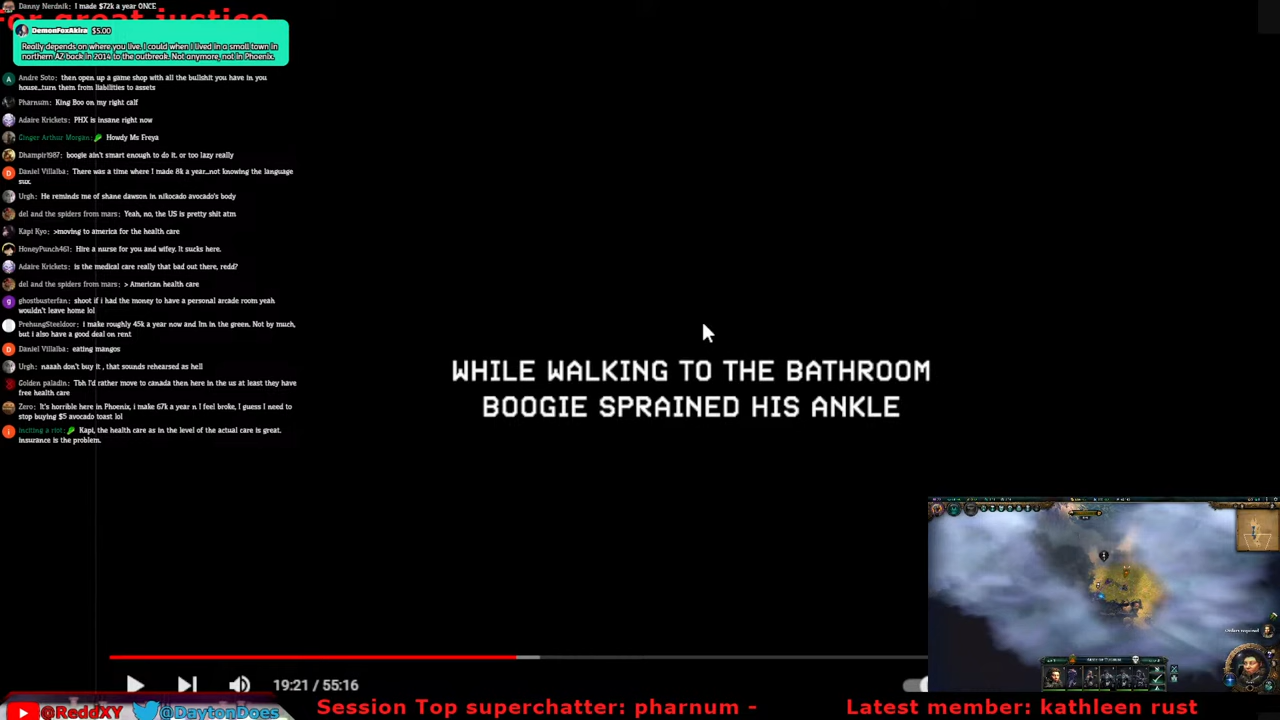 Danny Nerdnik: I made $72k a year ONCE
For great justice
DemonFoxAkira $5.00
Really depends on where you live. I could when I lived in a small town in
northern AZ back in 2014 to the outbreak. Not anymore, not in Phoenix.
Andre Soto: then open up a game shop with all the bullshit you have in you
house...turn them from liabilities to assets
Pharnum: King Boo on my right calf
Adaire Krickets: PHX is insane right now
Ginger Arthur Morgan: Howdy Ms Freya
Dhampir1987: boogie ain't smart enough to do it. or too lazy really
Daniel Villalba: There was a time where I made 8k a year...not knowing the language
sux.
Urgh: He reminds me of shane dawson in nikocado avocado's body
del and the spiders from mars: Yeah, no, the US is pretty shit atm
Kapi Kyo: >moving to america for the health care
HoneyPunch461: Hire a nurse for you and wifey. It sucks here.
Adaire Krickets: is the medical care really that bad out there, redd?
del and the spiders from mars: > American health care
ghostbusterfan: shoot if i had the money to have a personal arcade room yeah
wouldn't leave home lol
PrehungSteeldoor: i make roughly 45k a year now and Im in the green. Not by much,
but i also have a good deal on rent
Daniel Villalba: eating mangos
Urgh: naaah don't buy it , that sounds rehearsed as hell
Golden paladin: Tbh I'd rather move to canada then here in the us at least they have
free health care
Zero: It's horrible here in Phoenix, i make 67k a year n I feel broke, I guess I need to
stop buying $5 avocado toast lol
Inciting a riot: Kapi, the health care as in the level of the actual care is great.
insurance is the problem.
WHILE WALKING TO THE BATHROOM
BOOGIE SPRAINED HIS ANKLE
Orders required
19:21 / 55:16
@ReddXY @DaytonDoes Session Top superchatter: pharnum - Latest member: kathleen rust